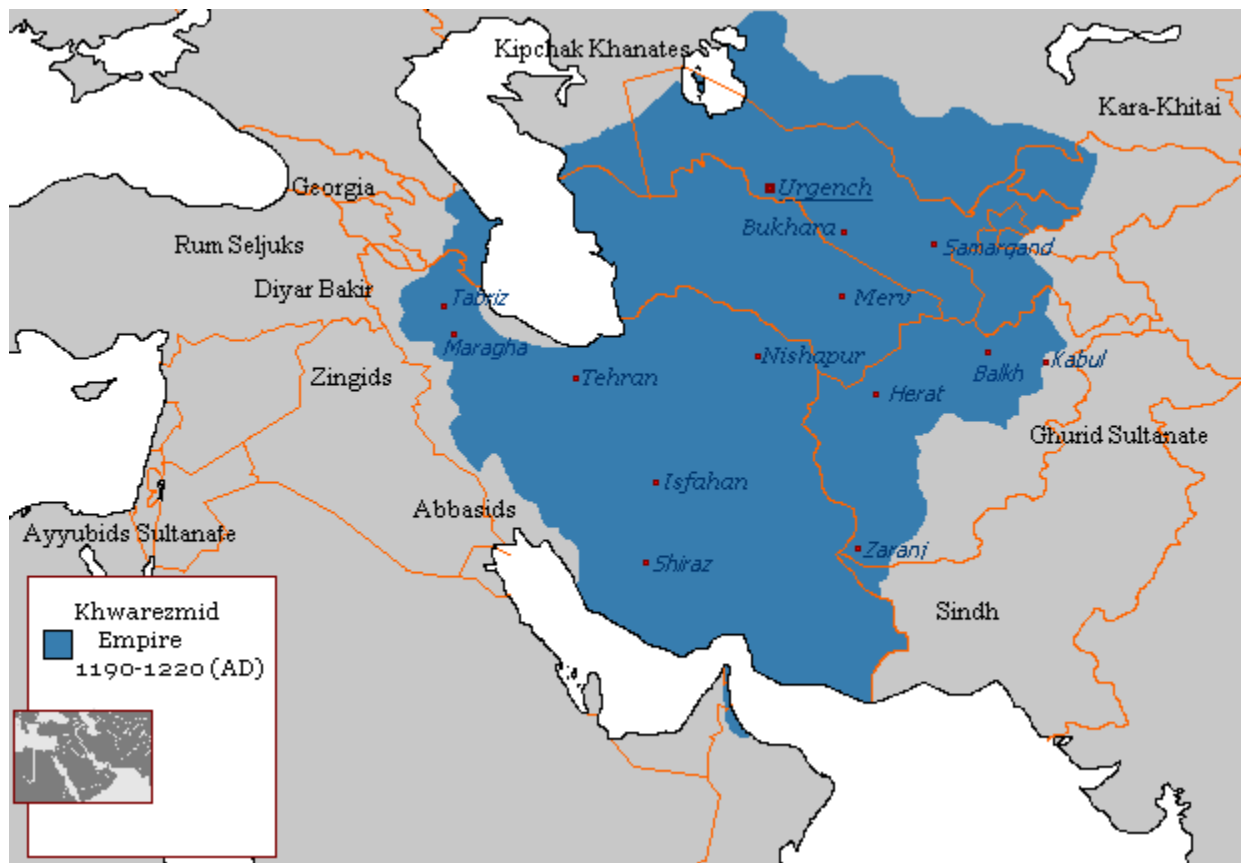 Kipchak Khanates
Kara-Khitai
Georgia
Urgench
Bukhara
Samarqand
Rum Seljuks
Diyar Bakir
Tabriz
Merv
Maragha
Nishapur
Kabul
Balkh
Zingids
Tehran
Herat
Ghurid Sultanate
Isfahan
Abbasids
Ayyubids Sultanate
Zaranj
Shiraz
Sindh
Khwarezmid
Empire
1190-1220 (AD)